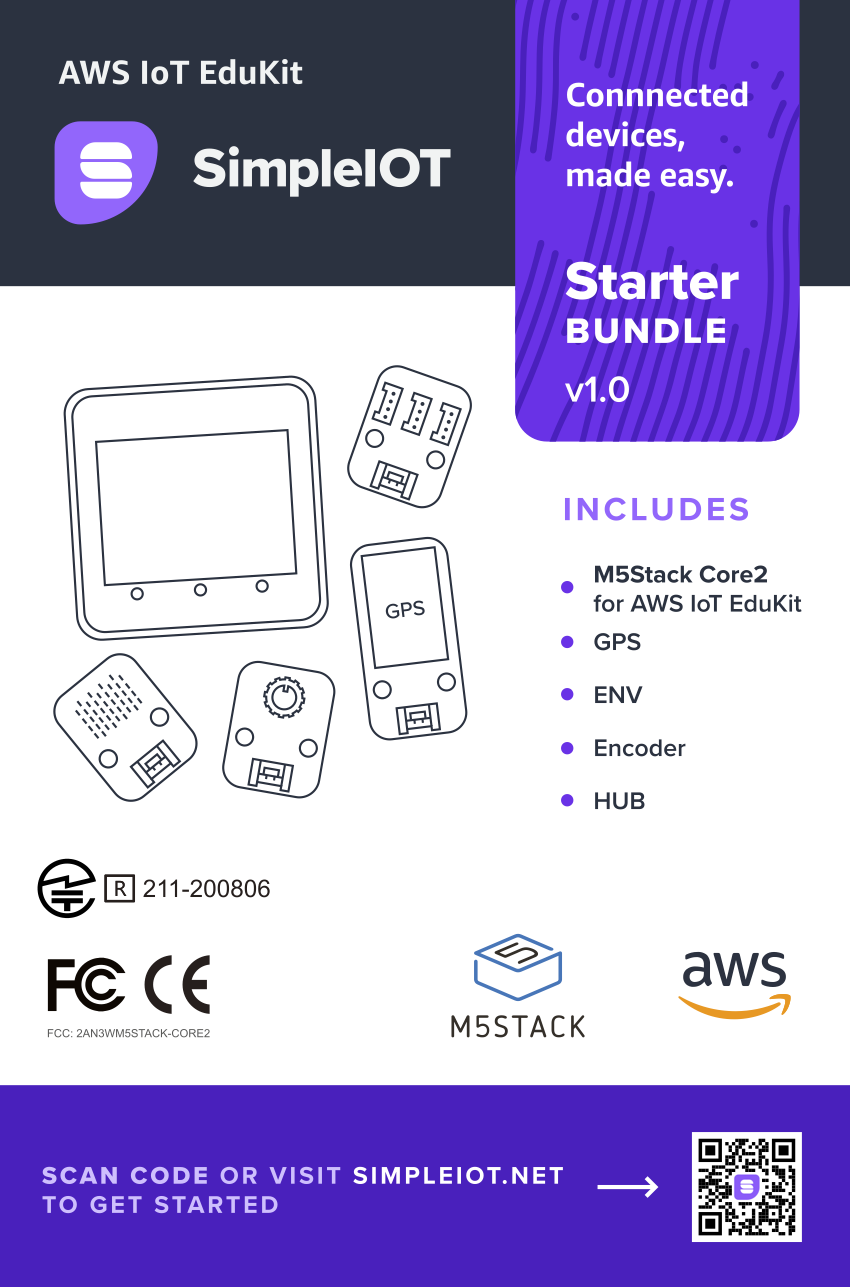 AWS IoT EduKit
SimpleIOT
Connnected
devices,
made easy.
Starter
BUNDLE
v1.0
GPS
INCLUDES
M5Stack Core2
for AWS IoT EduKit
GPS
ENV
Encoder
HUB
R 211-200806
FC CE
FCC: 2AN3WM5STACK-CORE2
5
M5STACK
aws
SCAN CODE OR VISIT SIMPLEIOT.NET
TO GET STARTED